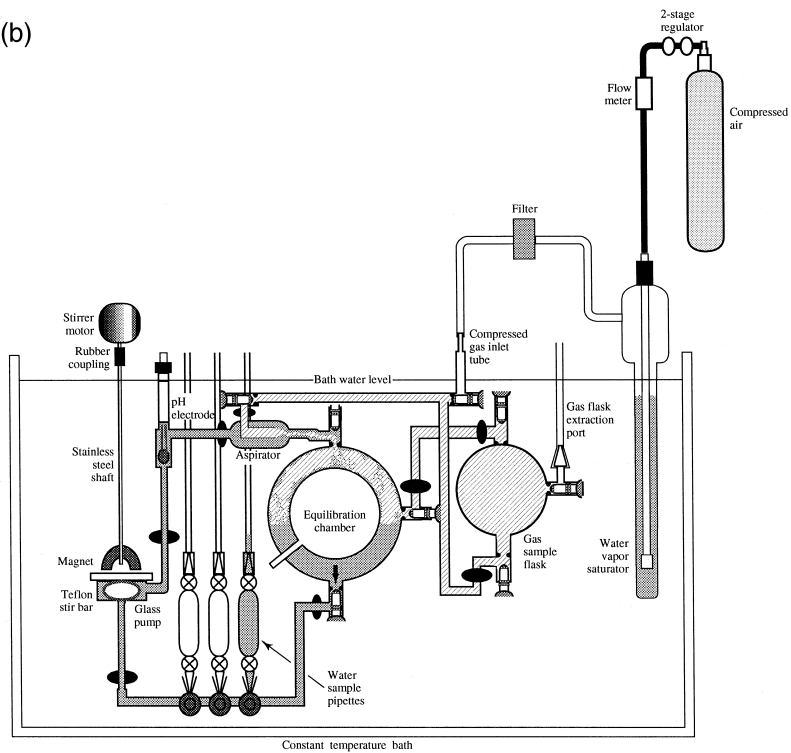 (b)
2-stage
regulator
Flow
meter
Compressed
air
Filter
Stirrer
motor
Rubber
coupling
Compressed
gas inlet
tube
Bath water level
pH
electrode
Gas flask
extraction
port
Aspirator
Stainless
steel
shaft
Equilibration
chamber
Gas
sample
flask
Water
vapor
saturator
Magnet
Teflon
stir bar
Glass
pump
Water
sample
pipettes
Constant temperature bath